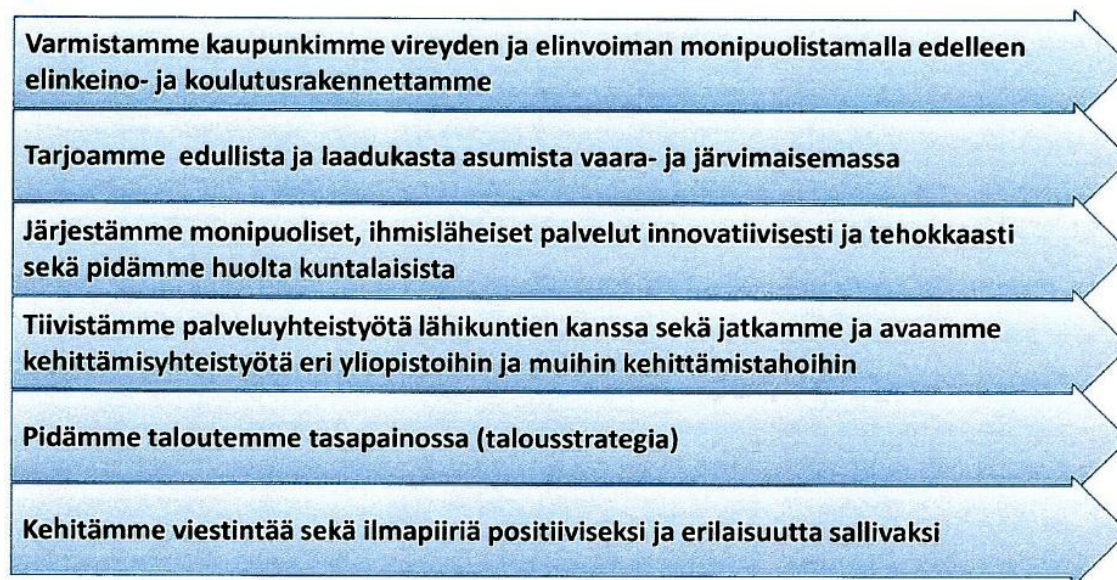 Varmistamme kaupunkimme vireyden ja elinvoiman monipuolistamalla edelleen
elinkeino- ja koulutusrakennettamme
Tarjoamme edullista ja laadukasta asumista vaara- ja järvimaisemassa
Järjestämme monipuoliset, ihmisläheiset palvelut innovatiivisesti ja tehokkaasti
sekä pidämme huolta kuntalaisista
Tiivistämme palveluyhteistyötä lähikuntien kanssa sekä jatkamme ja avaamme
kehittämisyhteistyötä eri yliopistoihin ja muihin kehittämistahoihin
Pidämme taloutemme tasapainossa (talousstrategia)
Kehitämme viestintää sekä ilmapiiriä positiiviseksi ja erilaisuutta sallivaksi